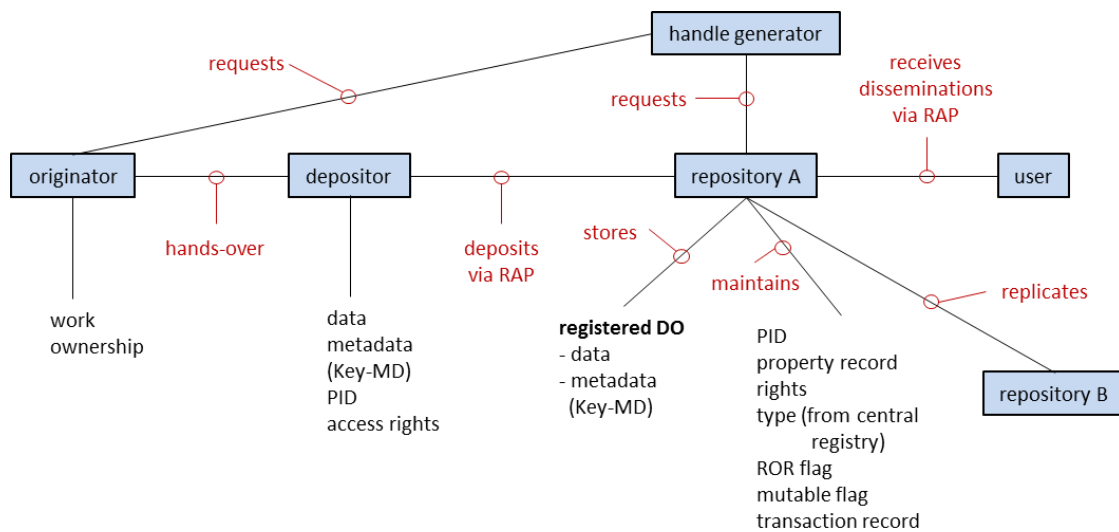 handle generator
requests
receives
disseminations
via RAP
requests
originator
depositor
repository A
user
hands-over
deposits
via RAP
stores
maintains
replicates
work
ownership
data
metadata
(Key-MD)
PID
access rights
registered DO
- data
- metadata
(Key-MD)
PID
property record
rights
type (from central
registry)
ROR flag
mutable flag
transaction record
repository B